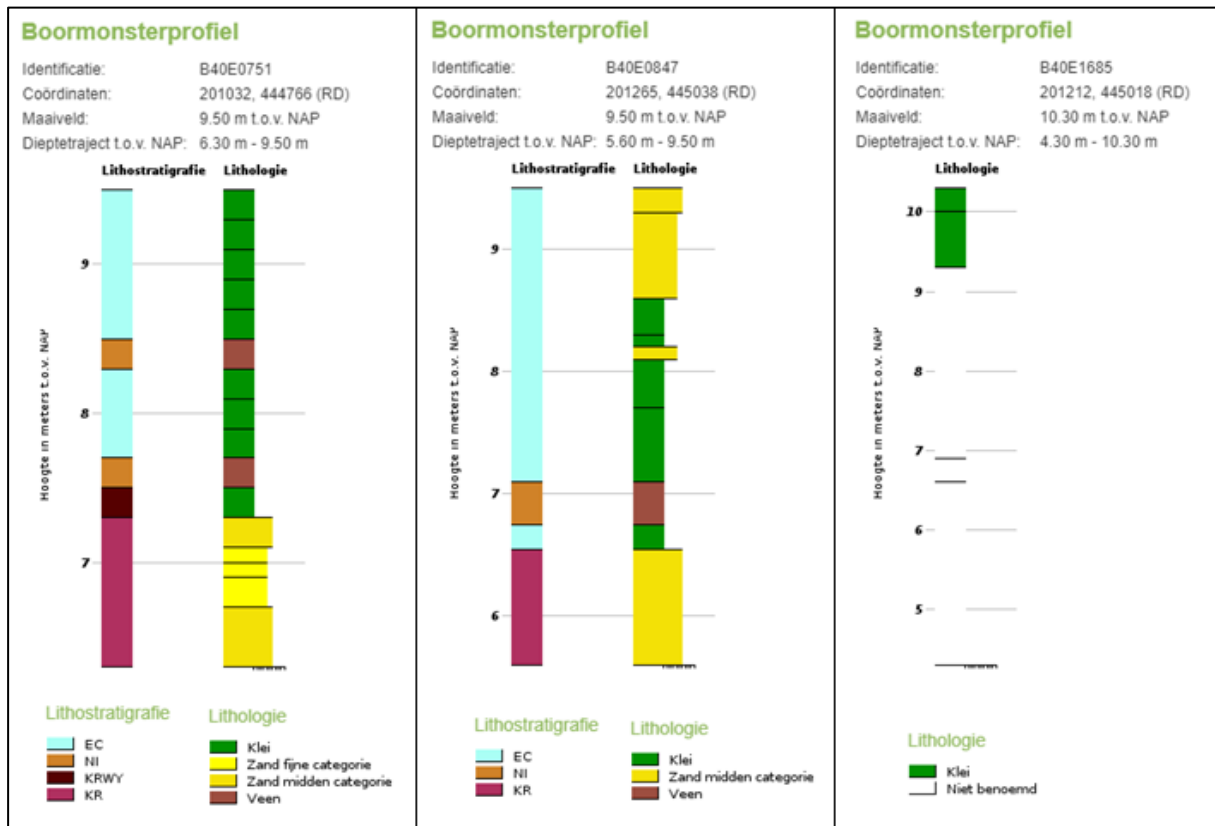 Boormonsterprofiel
Identificatie: B40E0751
Coördinaten: 201032, 444766 (RD)
Maaiveld: 9.50 m t.o.v. NAP
Dieptetraject t.o.v. NAP: 6.30 m - 9.50 m
Lithostratigrafie Lithologie
9
8
7
Hoogte in meters t.o.v. NAP
Lithostratigrafie
EC
NI
KRWY
KR
Lithologie
Klei
Zand fijne categorie
Zand midden categorie
Veen
Boormonsterprofiel
Identificatie: B40E0847
Coördinaten: 201265, 445038 (RD)
Maaiveld: 9.50 m t.o.v. NAP
Dieptetraject t.o.v. NAP: 5.60 m - 9.50 m
Lithostratigrafie Lithologie
9
8
7
6
Hoogte in meters t.o.v. NAP
Lithostratigrafie
EC
NI
KR
Lithologie
Klei
Zand midden categorie
Veen
Boormonsterprofiel
Identificatie: B40E1685
Coördinaten: 201212, 445018 (RD)
Maaiveld: 10.30 m t.o.v. NAP
Dieptetraject t.o.v. NAP: 4.30 m - 10.30 m
Lithologie
10
9
8
7
6
5
Hoogte in meters t.o.v. NAP
Lithologie
Klei
Niet benoemd